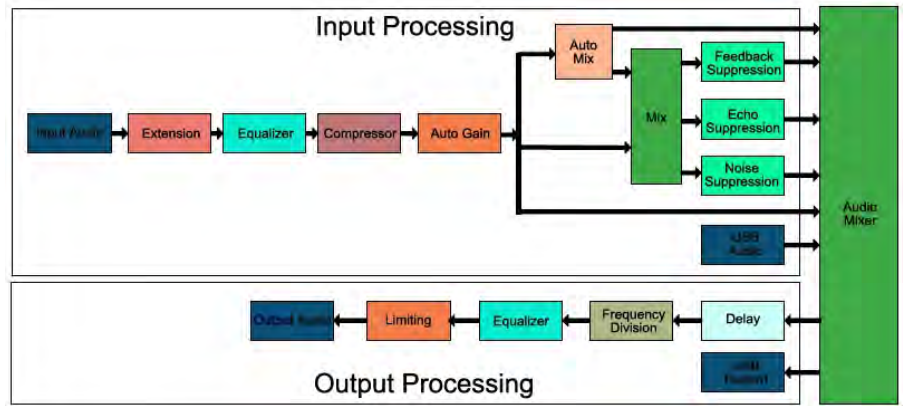 Input Processing
Auto
Mix
Feedback
Suppression
Mix
Input Audio
Extension
Equalizer
Compressor
Auto Gain
Echo
Suppression
Noise
Suppression
Audio
Mixer
USB
Audio
Output Audio
Limiting
Equalizer
Frequency
Division
Delay
Output Processing